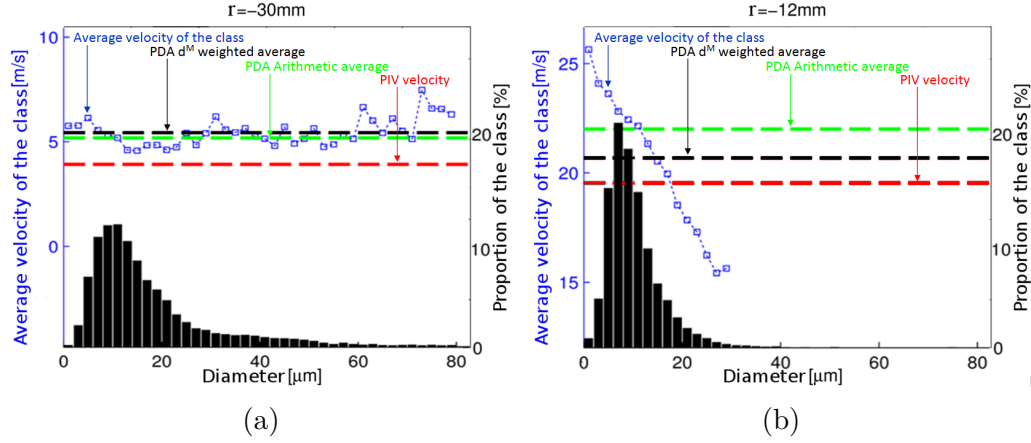 r=-30mm
Average velocity of the class[m/s]
10
5
0
Average velocity of the class
PDA dM weighted average
PDA Arithmetic average
PIV velocity
20
10
0
Proportion of the class[%]
0 20 40 60 80
Diameter[μm]
(a)
r=-12mm
Average velocity of the class[m/s]
25
20
15
Average velocity of the class
PDA dM weighted average
PDA Arithmetic average
PIV velocity
20
10
0
Proportion of the class[%]
0 20 40 60 80
Diameter[μm]
(b)